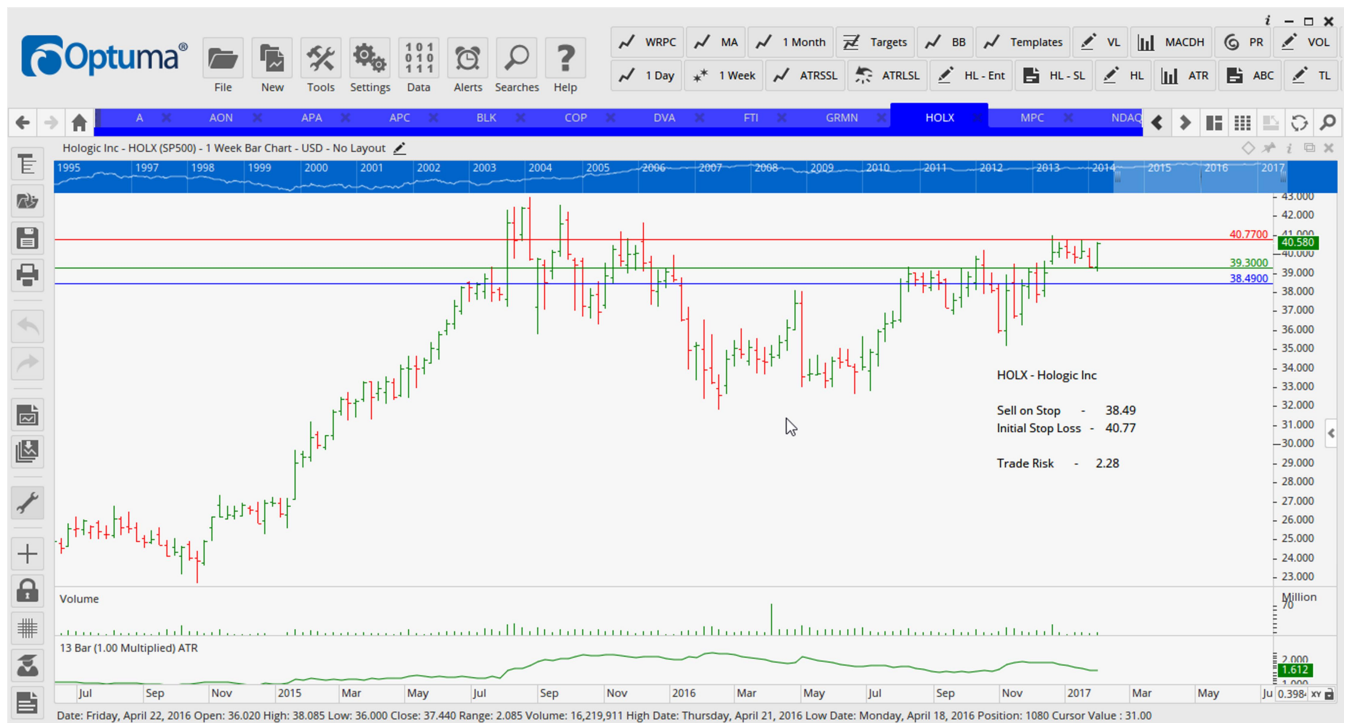 Optuma®
File New Tools Settings Data Alerts Searches Help
101
010
111
WRPC MA 1 Month Targets BB Templates VL MACDH PR VOL
1 Day 1 Week ATRSSL ATRLSL HL - Ent HL - SL HL ATR ABC TL
A AON APA APC BLK COP DVA FTI GRMN HOLX MPC NDAQ
Hologic Inc - HOLX (SP500) - 1 Week Bar Chart - USD - No Layout
1995 1997 1998 1999 2000 2001 2002 2003 2004 2005 2006 2007 2008 2009 2010 2011 2012 2013 2014 2015 2016 2017
43.000
42.000
41.000
40.7700
40.580
40.000
39.3000
39.000
38.4900
38.000
37.000
36.000
35.000
34.000
33.000
32.000
31.000
30.000
29.000
28.000
27.000
26.000
25.000
24.000
23.000
HOLX - Hologic Inc
Sell on Stop - 38.49
Initial Stop Loss - 40.77
Trade Risk - 2.28
Volume
Million
70
13 Bar (1.00 Multiplied) ATR
2.000
1.612
1.000
Jul Sep Nov 2015 Mar May Jul Sep Nov 2016 Mar May Jul Sep Nov 2017 Mar May Ju 0.398 XY
Date: Friday, April 22, 2016 Open: 36.020 High: 38.085 Low: 36.000 Close: 37.440 Range: 2.085 Volume: 16,219,911 High Date: Thursday, April 21, 2016 Low Date: Monday, April 18, 2016 Position: 1080 Cursor Value : 31.00